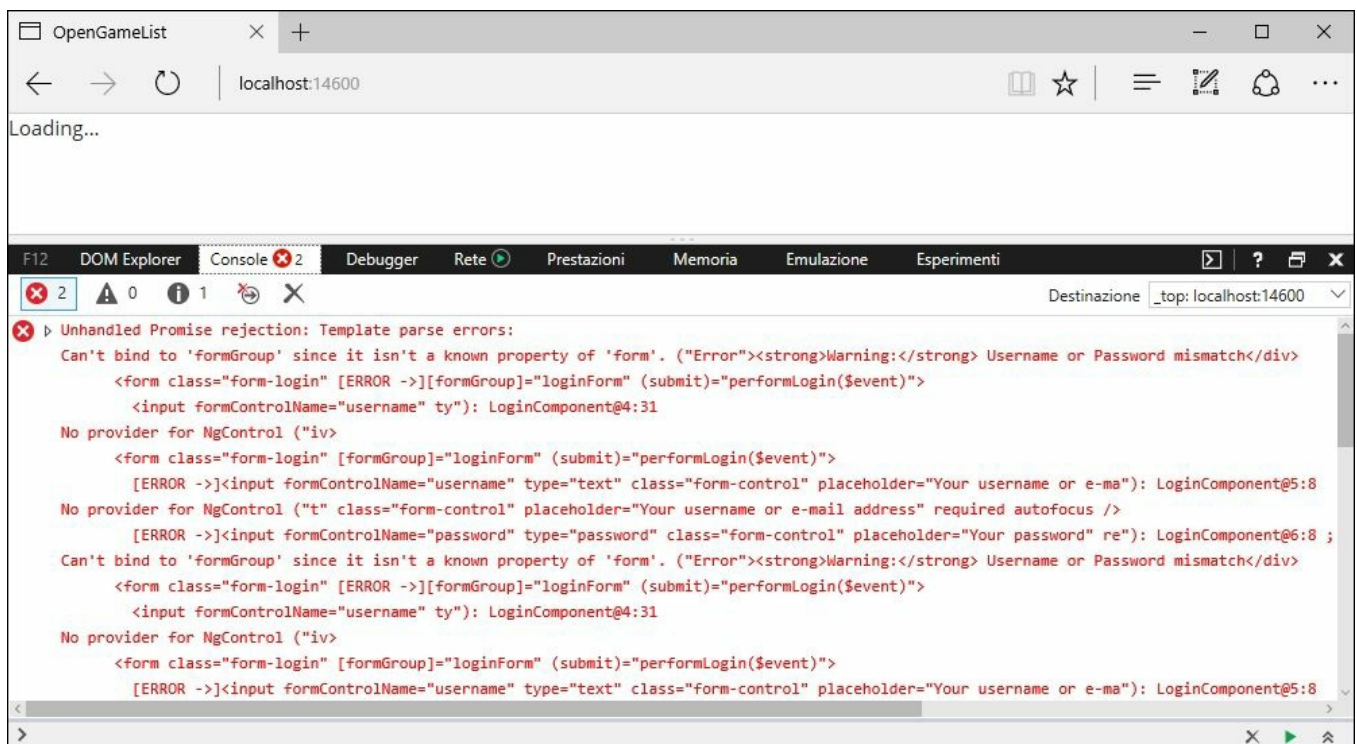 OpenGameList
localhost:14600
Loading...
F12 DOM Explorer Console 2 Debugger Rete Prestazioni Memoria Emulazione Esperimenti ?
2 0 1 Destinazione _top: localhost:14600
Unhandled Promise rejection: Template parse errors:
Can't bind to 'formGroup' since it isn't a known property of 'form'. ("Error"><strong>Warning:</strong> Username or Password mismatch</div>
<form class="form-login" [ERROR ->][formGroup]="loginForm" (submit)="performLogin($event)">
<input formControlName="username" ty"): LoginComponent@4:31
No provider for NgControl ("iv>
<form class="form-login" [formGroup]="loginForm" (submit)="performLogin($event)">
[ERROR ->]<input formControlName="username" type="text" class="form-control" placeholder="Your username or e-ma"): LoginComponent@5:8
No provider for NgControl ("t" class="form-control" placeholder="Your username or e-mail address" required autofocus />
[ERROR ->]<input formControlName="password" type="password" class="form-control" placeholder="Your password" re"): LoginComponent@6:8 ;
Can't bind to 'formGroup' since it isn't a known property of 'form'. ("Error"><strong>Warning:</strong> Username or Password mismatch</div>
<form class="form-login" [ERROR ->][formGroup]="loginForm" (submit)="performLogin($event)">
<input formControlName="username" ty"): LoginComponent@4:31
No provider for NgControl ("iv>
<form class="form-login" [formGroup]="loginForm" (submit)="performLogin($event)">
[ERROR ->]<input formControlName="username" type="text" class="form-control" placeholder="Your username or e-ma"): LoginComponent@5:8